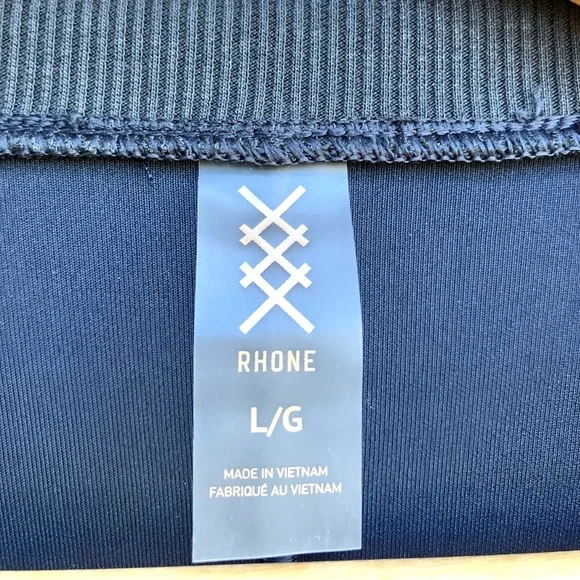 RHONE
L/G
MADE IN VIETNAM
FABRIQUÉ AU VIETNAM